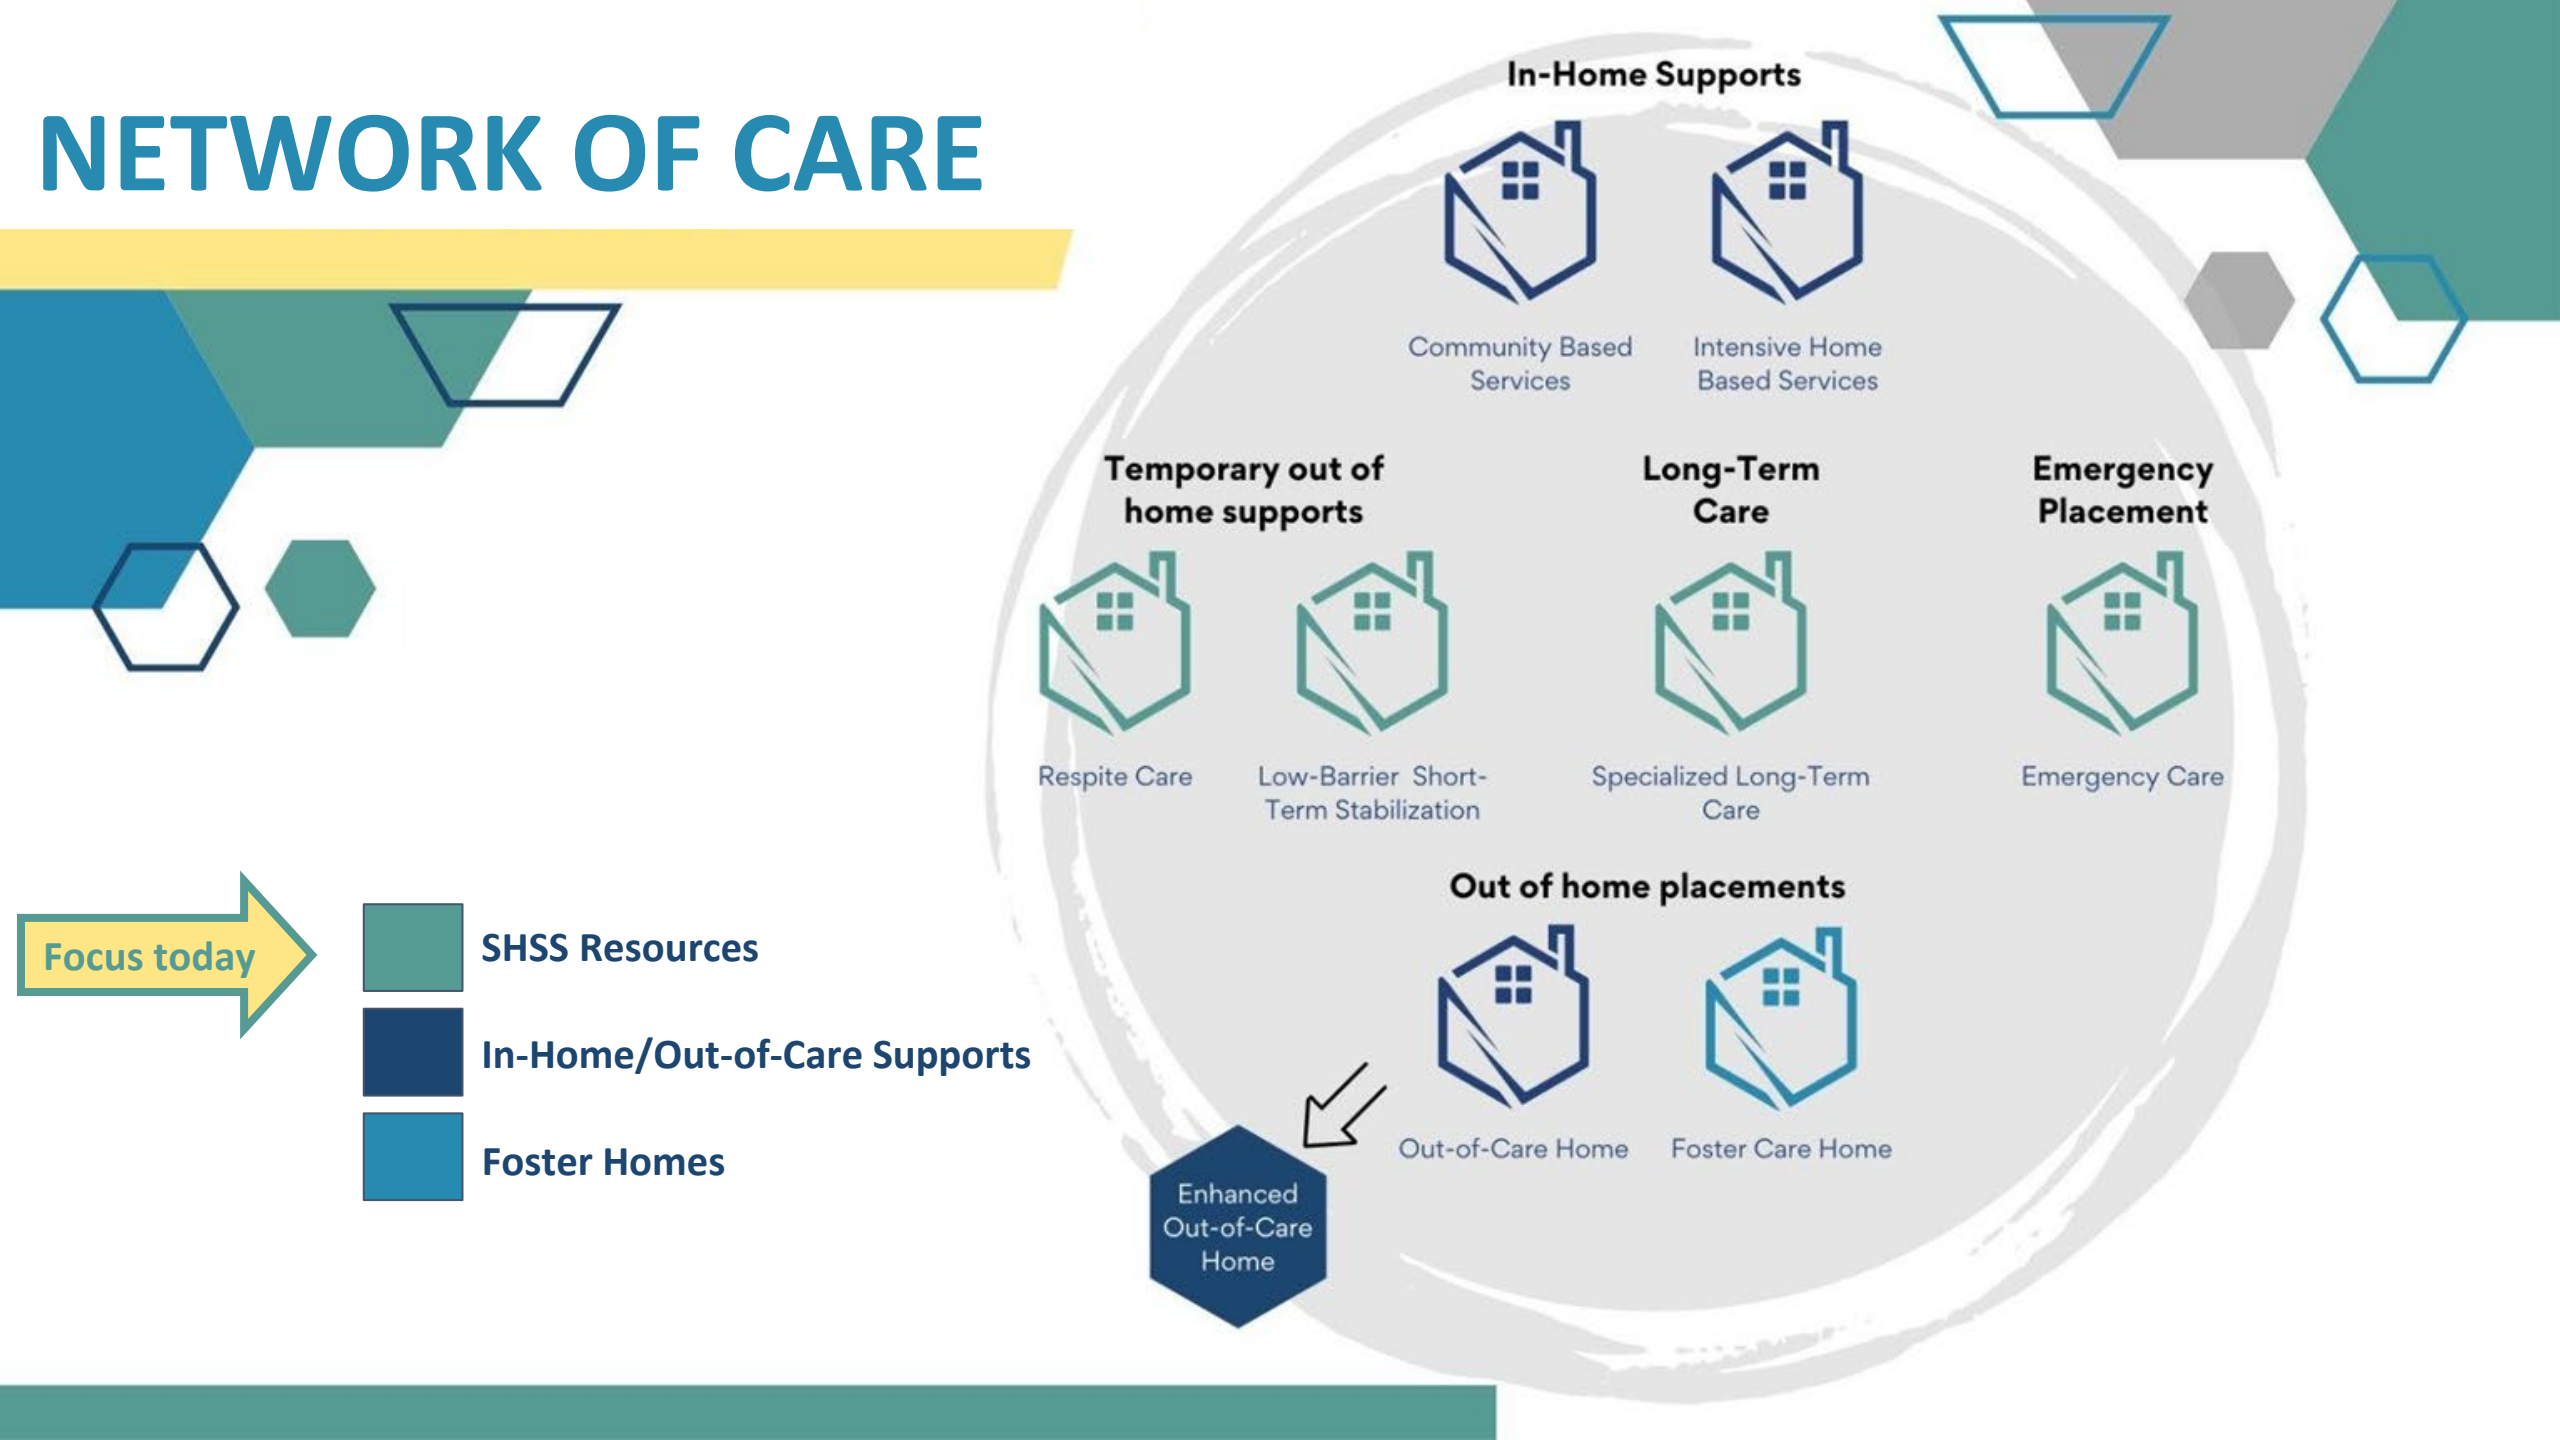 NETWORK OF CARE
In-Home Supports
Community Based
Services
Intensive Home
Based Services
Temporary out of
home supports
Long-Term
Care
Emergency
Placement
Respite Care
Low-Barrier Short-
Term Stabilization
Specialized Long-Term
Care
Emergency Care
Out of home placements
Out-of-Care Home
Foster Care Home
Enhanced
Out-of-Care
Home
Focus today
SHSS Resources
In-Home/Out-of-Care Supports
Foster Homes